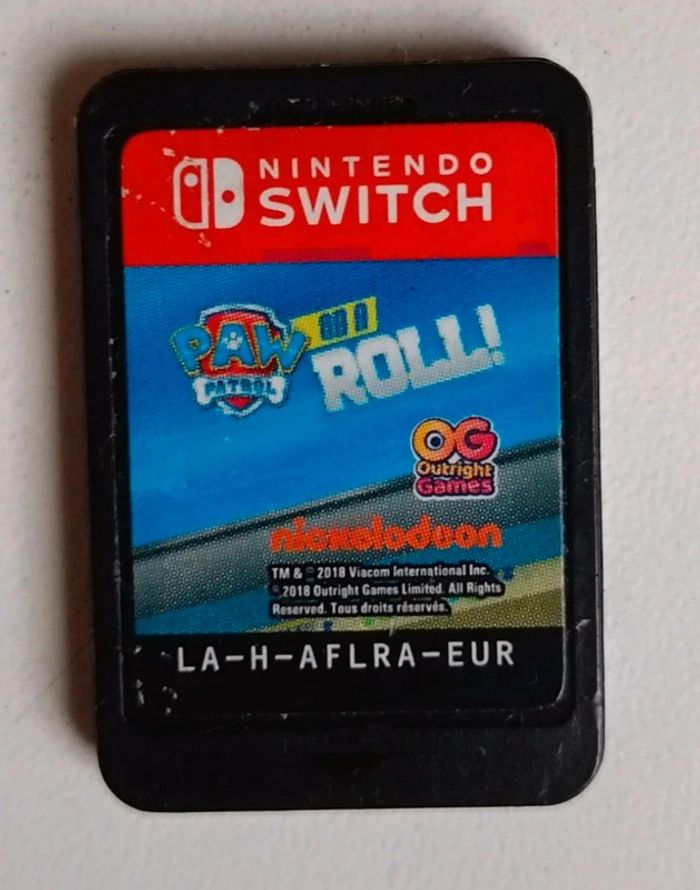 NINTENDO
SWITCH
PAW ON A
PATROL ROLL!
OG
Outright
Games
nickelodeon
TM & © 2018 Viacom International Inc.
© 2018 Outright Games Limited. All Rights
Reserved. Tous droits réservés.
LA-H-AFLRA-EUR